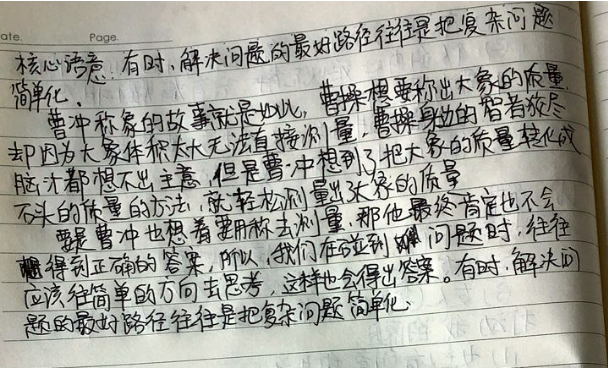 ate. Page.
核心语意：有时，解决问题的最好路径往往是把复杂问题
简单化。
曹冲称象的故事就是如此，曹操想要称出大象的质量，
却因为大象体积太大无法直接测量，曹操身边的智者绞尽
脑汁都想不出主意，但是曹冲想到了把大象的质量转化成
石头的质量的方法，就轻松测量出大象的质量
要是曹冲也想着要用称去测量，那他最终肯定也不会
得到正确的答案，所以，我们在碰到问题时，往往
应该往简单的方向去思考，这样也会得出答案。有时，解决问
题的最好路径往往是把复杂问题简单化。